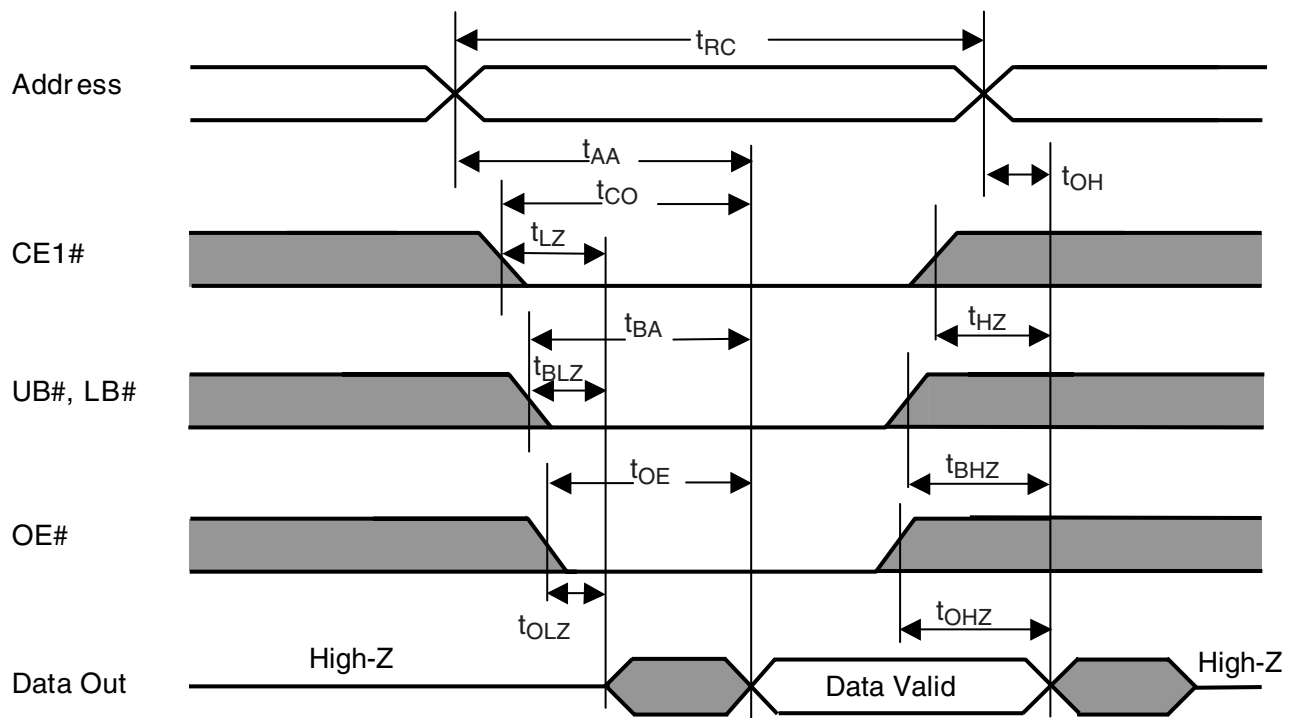 tRC
Address
tAA
tOH
tCO
tLZ
CE1#
tHZ
tBA
tBLZ
UB#, LB#
tOE
tBHZ
OE#
tOLZ
tOHZ
High-Z
High-Z
Data Out
Data Valid